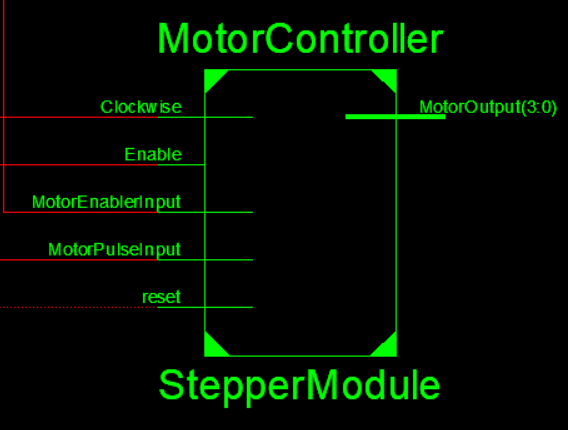 MotorController
Clockwise
MotorOutput(3:0)
Enable
MotorEnablerInput
MotorPulseInput
reset
StepperModule